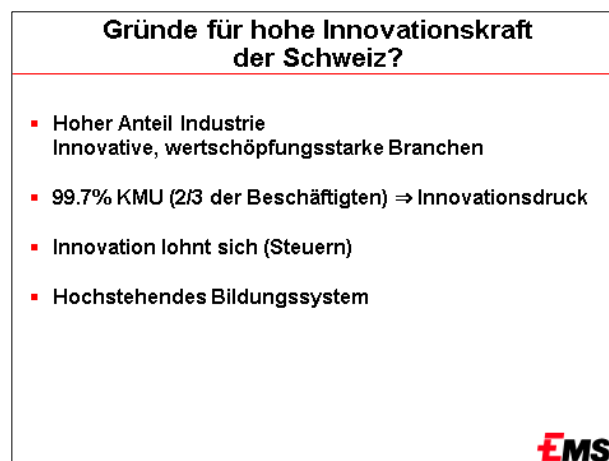 Gründe für hohe Innovationskraft
der Schweiz?
Hoher Anteil Industrie
Innovative, wertschöpfungsstarke Branchen
99.7% KMU (2/3 der Beschäftigten) ⇒ Innovationsdruck
Innovation lohnt sich (Steuern)
Hochstehendes Bildungssystem
EMS